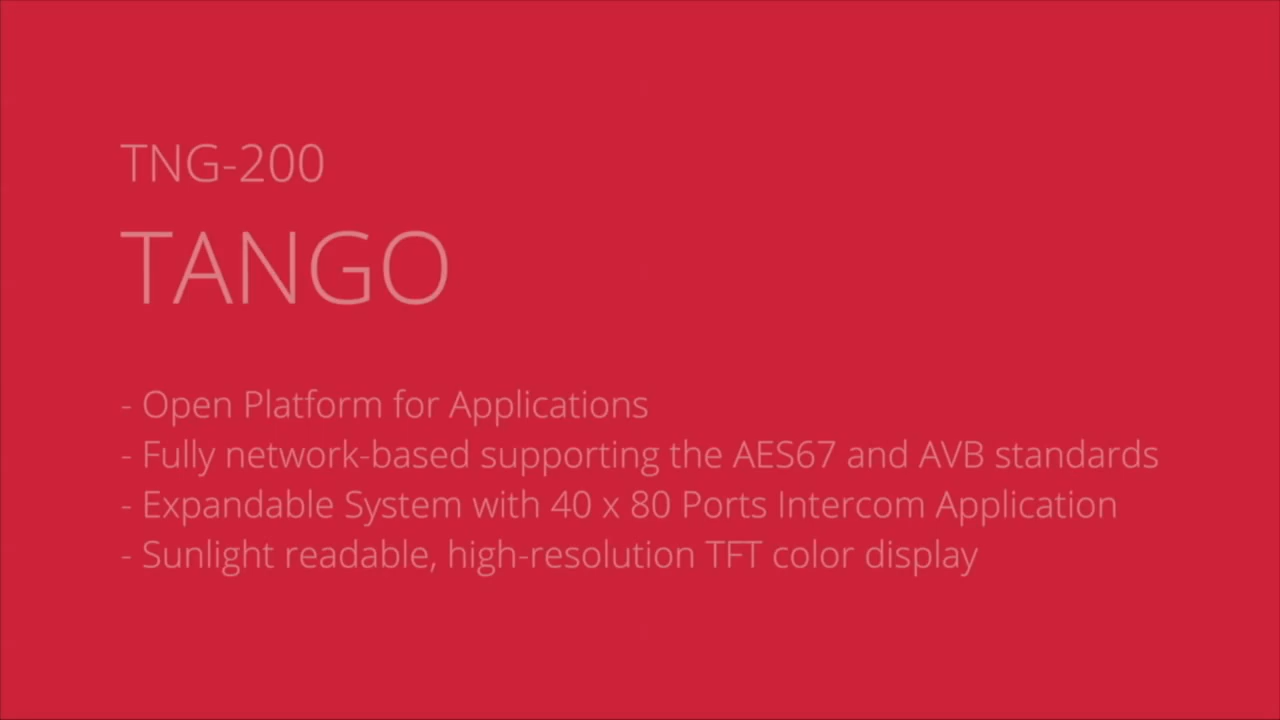 TNG-200
TANGO
- Open Platform for Applications
- Fully network-based supporting the AES67 and AVB standards
- Expandable System with 40 x 80 Ports Intercom Application
- Sunlight readable, high-resolution TFT color display